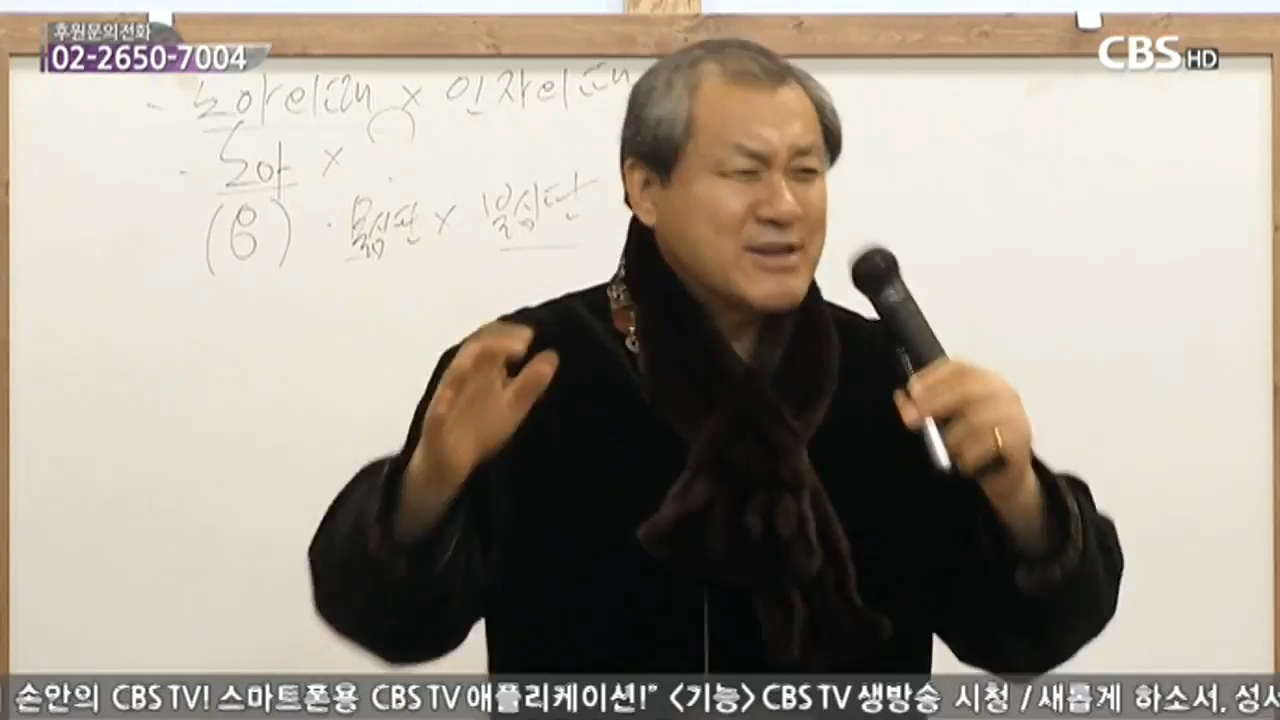 후원문의전화
02-2650-7004
CBS HD
노아의때 × 인자의때
노아 ×
(8) · 물심판 × 불심판
손안의 CBS TV! 스마트폰용 CBS TV 애플리케이션!" <기능> CBS TV 생방송 시청 / 새롭게 하소서, 성서